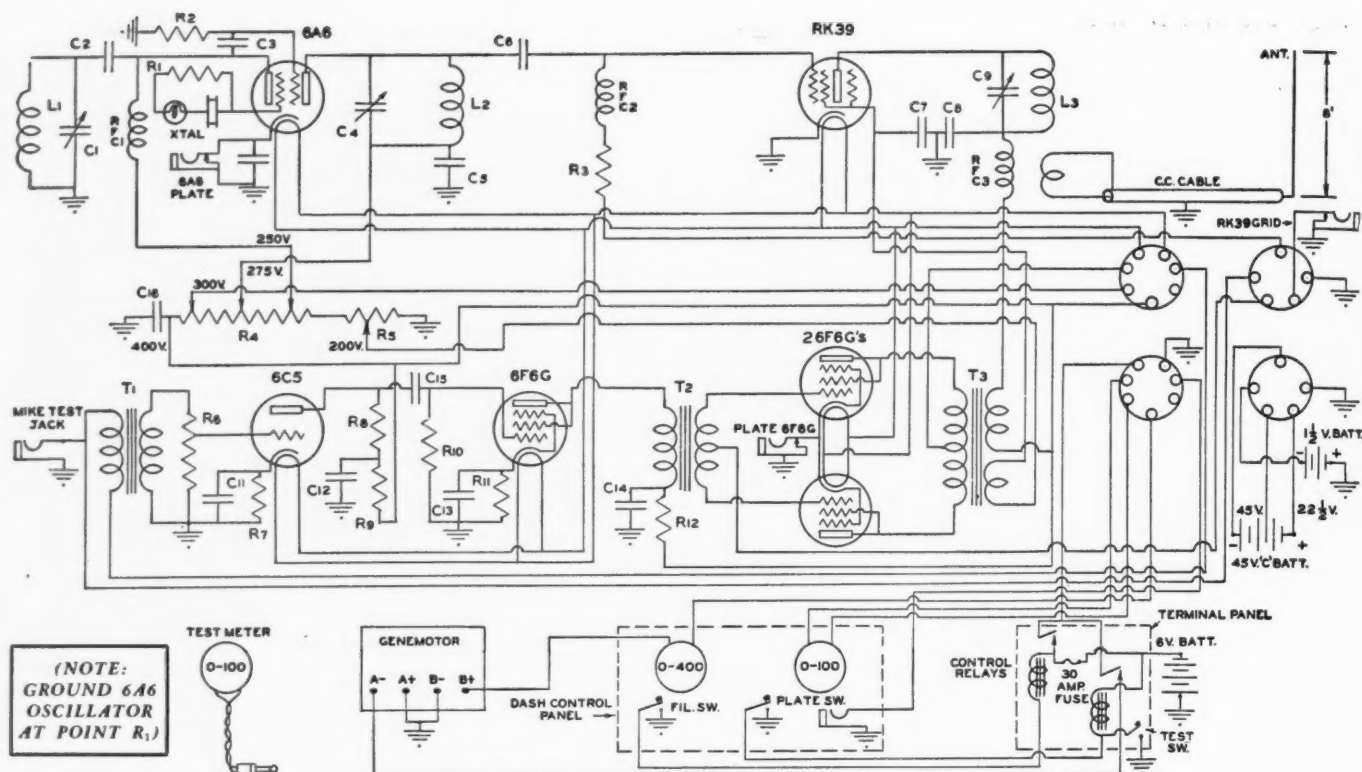 R2
6A6
RK39
C2
C3
C6
ANT.
R1
C9
L1
L2
RFC2
C7
C8
L3
8'
XTAL
C4
C1
RFC1
R3
RFC3
6A6
PLATE
C5
C.C. CABLE
RK39 GRID
250V.
275V.
300V.
C16
R4
R5
400V.
200V.
26F6G's
T1
6C5
C15
6F6G
T2
T3
MIKE TEST
JACK
R6
R8
PLATE 6F6G
1½ V. BATT.
- +
R10
C11
C12
R11
C14
R7
R9
C13
R12
45V.
22½V.
- +
45V.'C' BATT.
TEST METER
0-100
GENEMOTOR
A- A+ B- B+
0-400
0-100
TERMINAL PANEL
6V. BATT.
CONTROL
RELAYS
30
AMP.
FUSE
DASH CONTROL
PANEL
FIL. SW.
PLATE SW.
TEST
SW.
(NOTE:
GROUND 6A6
OSCILLATOR
AT POINT R1)